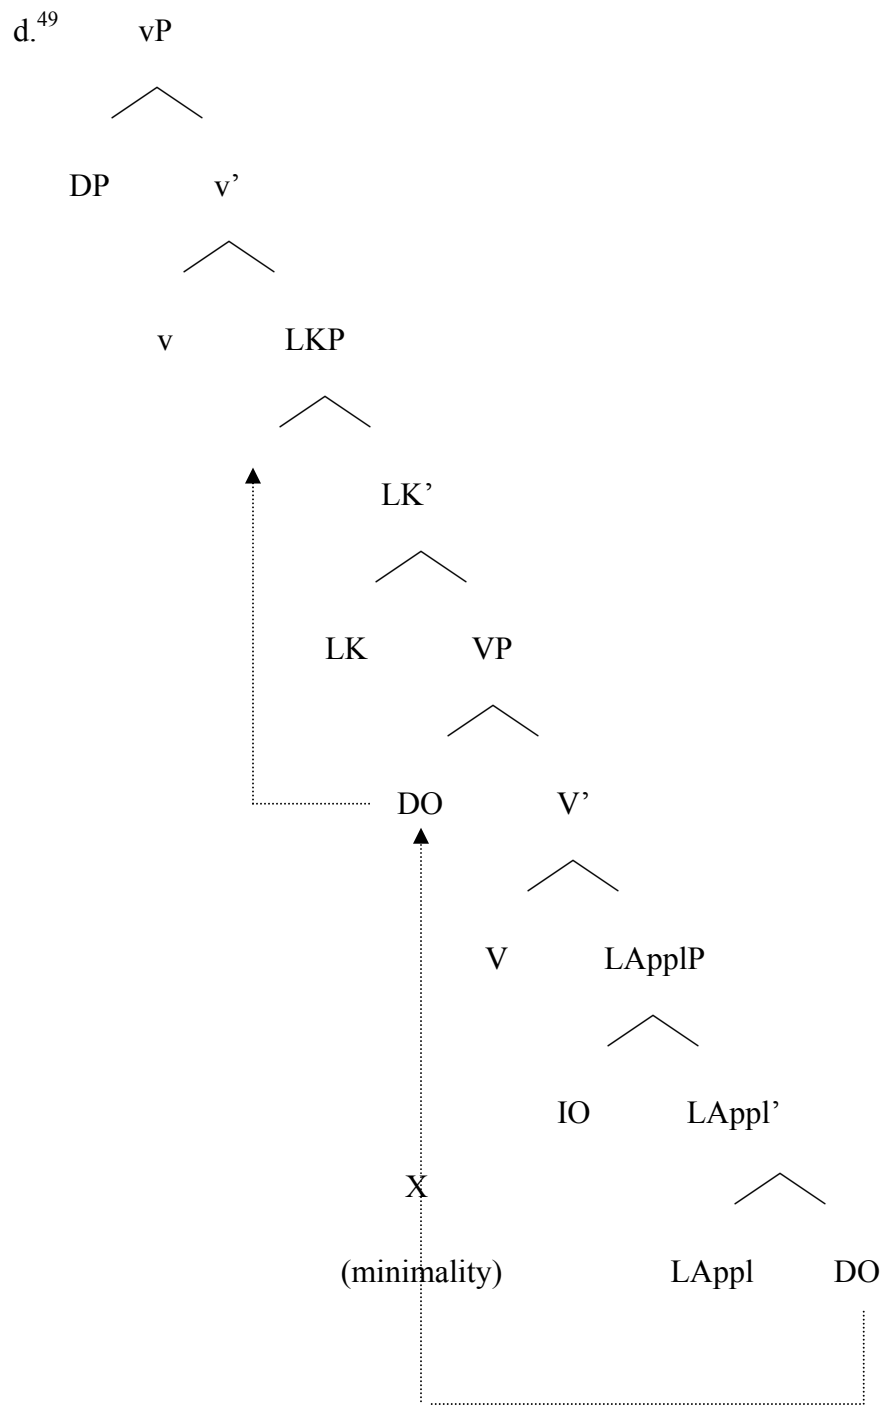 d.49 vP
DP v’
v LKP
LK’
LK VP
DO V’
V LApplP
IO LAppl’
X
(minimality) LAppl DO